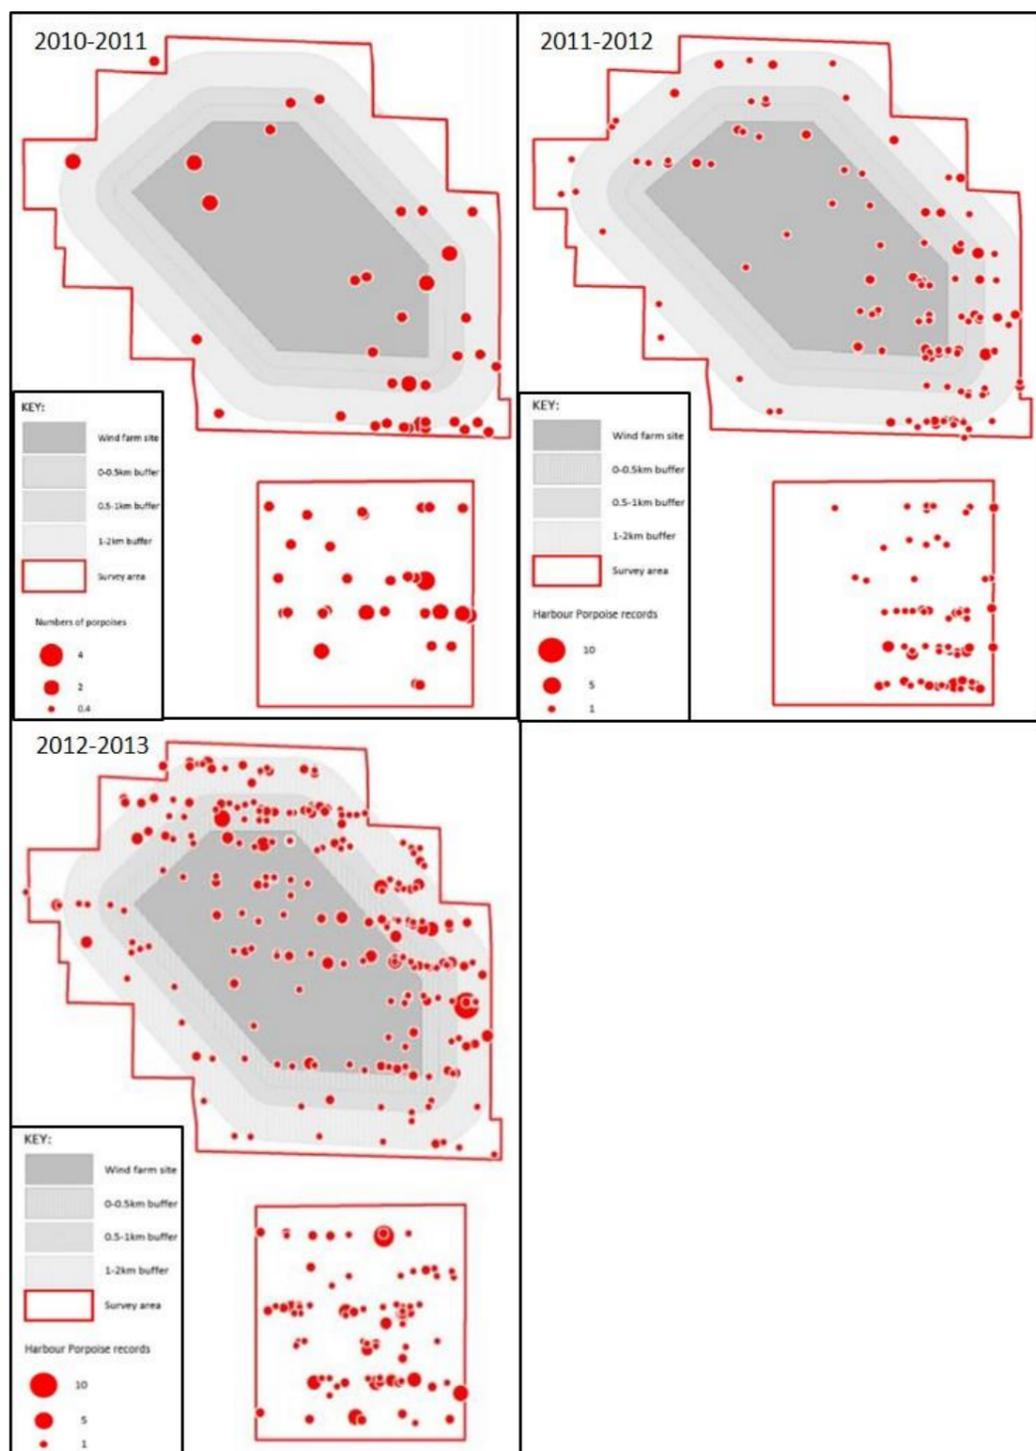 2010-2011
KEY:
Wind farm site
0-0.5km buffer
0.5-1km buffer
1-2km buffer
Survey area
Numbers of porpoises
4
2
0.4
2011-2012
KEY:
Wind farm site
0-0.5km buffer
0.5-1km buffer
1-2km buffer
Survey area
Harbour Porpoise records
10
5
1
2012-2013
KEY:
Wind farm site
0-0.5km buffer
0.5-1km buffer
1-2km buffer
Survey area
Harbour Porpoise records
10
5
1